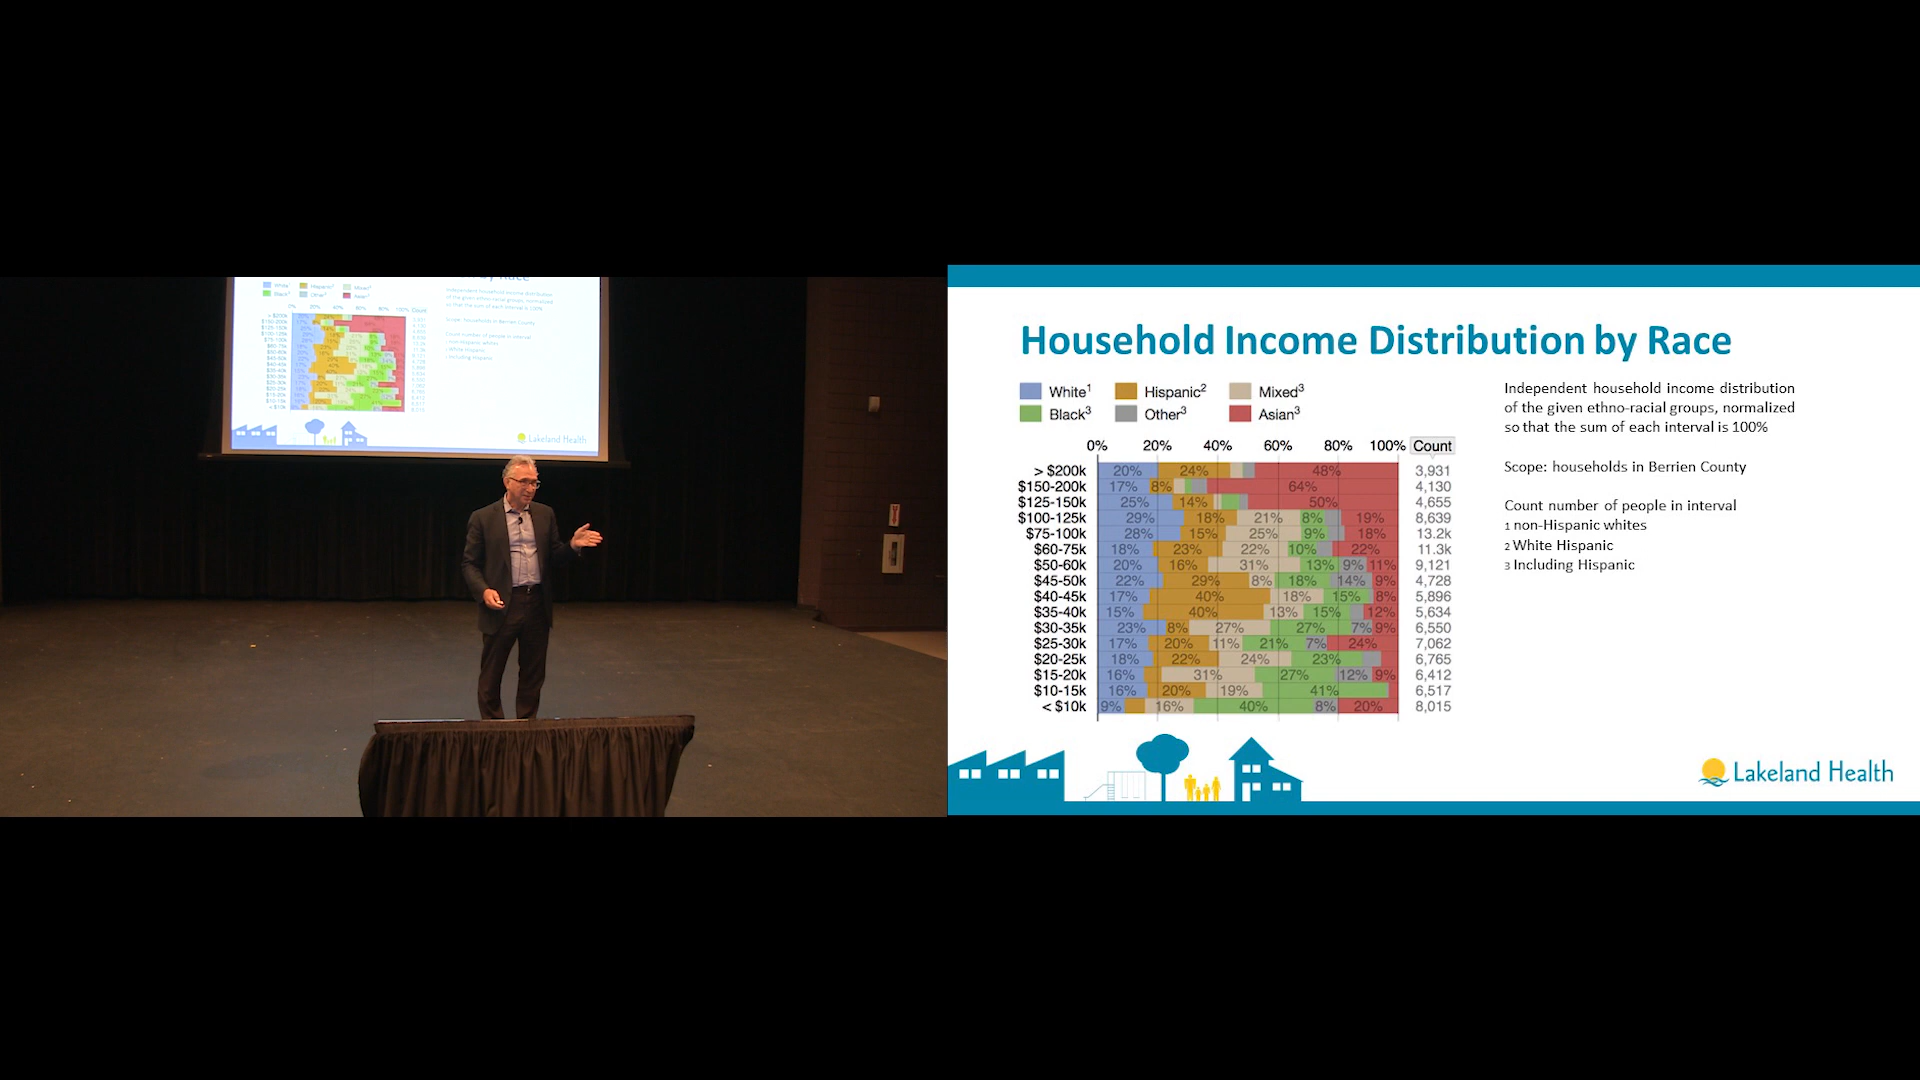 Household Income Distribution by Race
White1 Hispanic2 Mixed3
Black3 Other3 Asian3
0% 20% 40% 60% 80% 100% Count
> $200k 20% 24% 48% 3,931
$150-200k 17% 8% 64% 4,130
$125-150k 25% 14% 50% 4,655
$100-125k 29% 18% 21% 8% 19% 8,639
$75-100k 28% 15% 25% 9% 18% 13.2k
$60-75k 18% 23% 22% 10% 22% 11.3k
$50-60k 20% 16% 31% 13% 9% 11% 9,121
$45-50k 22% 29% 8% 18% 14% 9% 4,728
$40-45k 17% 40% 18% 15% 8% 5,896
$35-40k 15% 40% 13% 15% 12% 5,634
$30-35k 23% 8% 27% 27% 7% 9% 6,550
$25-30k 17% 20% 11% 21% 7% 24% 7,062
$20-25k 18% 22% 24% 23% 6,765
$15-20k 16% 31% 27% 12% 9% 6,412
$10-15k 16% 20% 19% 41% 6,517
< $10k 9% 16% 40% 8% 20% 8,015
Independent household income distribution
of the given ethno-racial groups, normalized
so that the sum of each interval is 100%
Scope: households in Berrien County
Count number of people in interval
1 non-Hispanic whites
2 White Hispanic
3 Including Hispanic
Lakeland Health
Lakeland Health